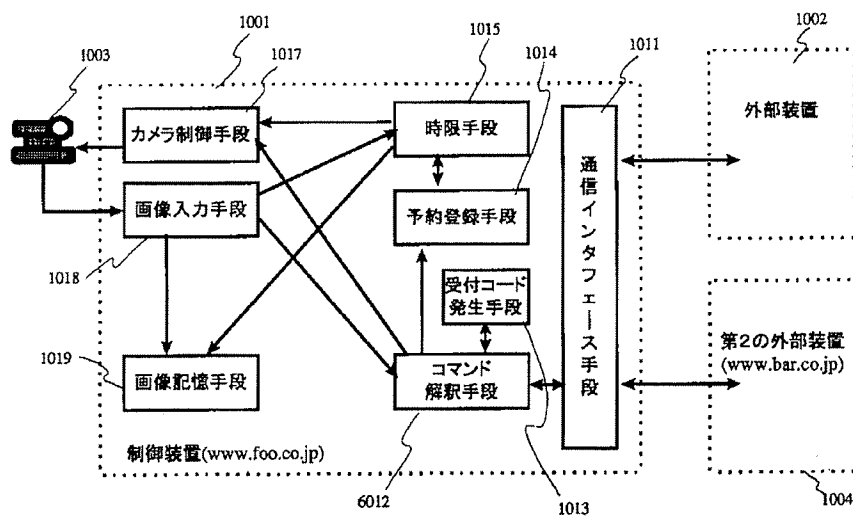 1001
1017
1015
1014
1011
1002
1003
カメラ制御手段
時限手段
外部装置
画像入力手段
予約登録手段
通信インタフェース手段
1018
受付コード
発生手段
第2の外部装置
(www.bar.co.jp)
1019
画像記憶手段
コマンド
解釈手段
制御装置(www.foo.co.jp)
6012
1013
1004